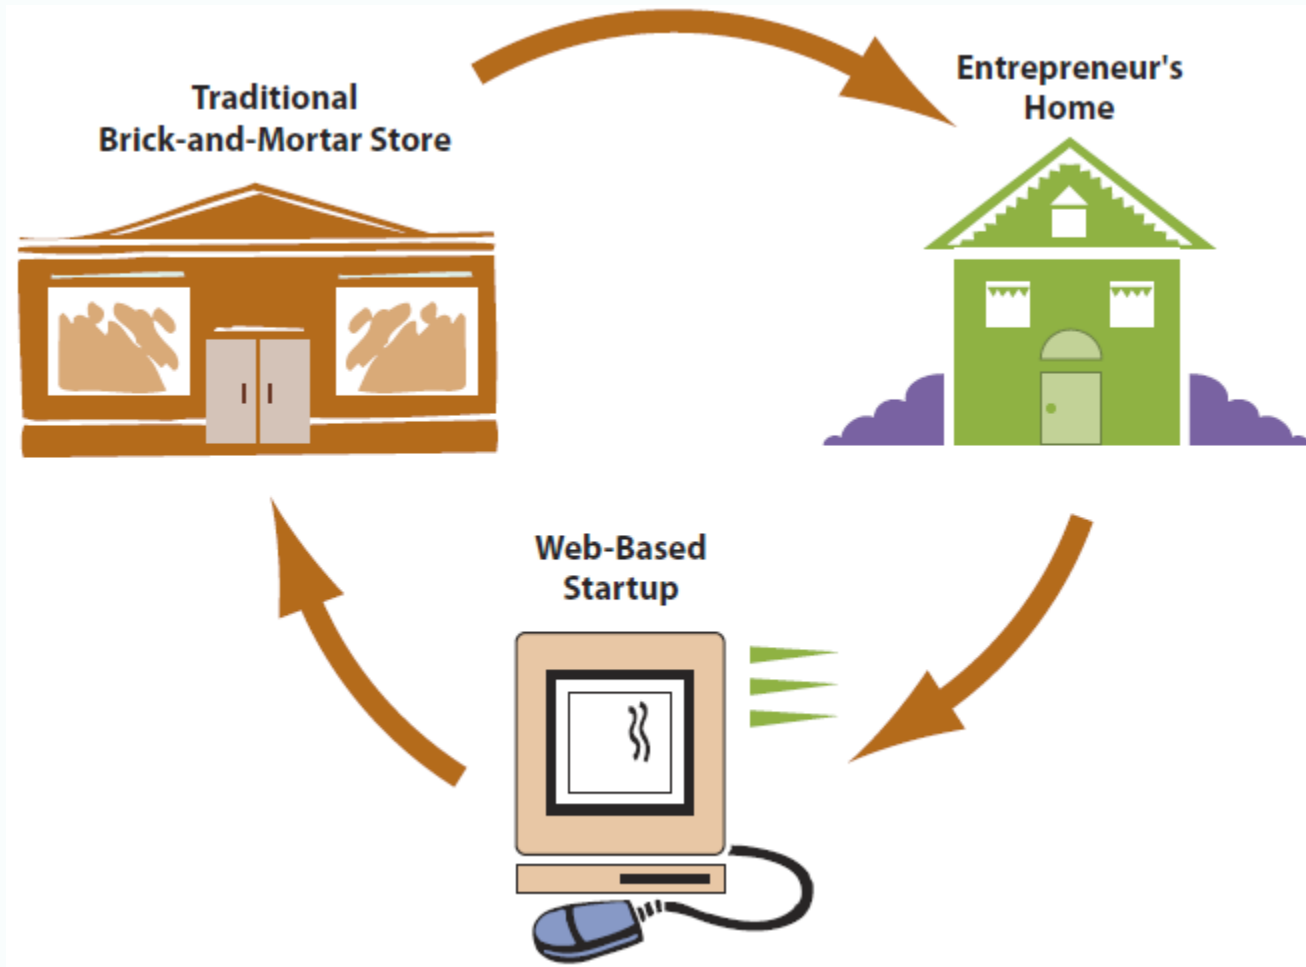 Traditional
Brick-and-Mortar Store
Entrepreneur's
Home
Web-Based
Startup